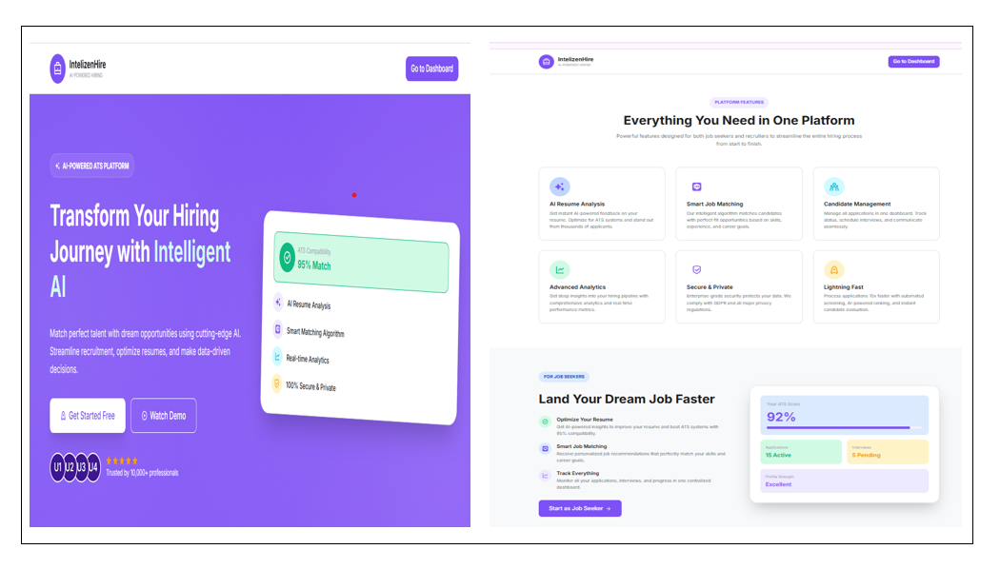 IntelizenHire
AI-POWERED HIRING
Go to Dashboard
AI-POWERED ATS PLATFORM
Transform Your Hiring
Journey with Intelligent
AI
Match perfect talent with dream opportunities using cutting-edge AI.
Streamline recruitment, optimize resumes, and make data-driven
decisions.
Get Started Free
Watch Demo
U1 U2 U3 U4
Trusted by 10,000+ professionals
ATS Compatibility
95% Match
AI Resume Analysis
Smart Matching Algorithm
Real-time Analytics
100% Secure & Private
IntelizenHire
AI-POWERED HIRING
Go to Dashboard
PLATFORM FEATURES
Everything You Need in One Platform
Powerful features designed for both job seekers and recruiters to streamline the entire hiring process
from start to finish.
AI Resume Analysis
Get instant AI-powered feedback on your
resume. Optimize for ATS systems and stand out
from thousands of applicants.
Smart Job Matching
Our intelligent algorithm matches candidates
with perfect-fit opportunities based on skills,
experience, and career goals.
Candidate Management
Manage all applications in one dashboard. Track
status, schedule interviews, and communicate
seamlessly.
Advanced Analytics
Get deep insights into your hiring pipeline with
comprehensive analytics and real-time
performance metrics.
Secure & Private
Enterprise-grade security protects your data. We
comply with GDPR and all major privacy
regulations.
Lightning Fast
Process applications 10x faster with automated
screening, AI-powered ranking, and instant
candidate evaluation.
FOR JOB SEEKERS
Land Your Dream Job Faster
Optimize Your Resume
Get AI-powered insights to improve your resume and beat ATS systems with
95% compatibility.
Smart Job Matching
Receive personalized job recommendations that perfectly match your skills and
career goals.
Track Everything
Monitor all your applications, interviews, and progress in one centralized
dashboard.
Start as Job Seeker →
Your ATS Score
92%
Applications
15 Active
Interviews
5 Pending
Profile Strength
Excellent